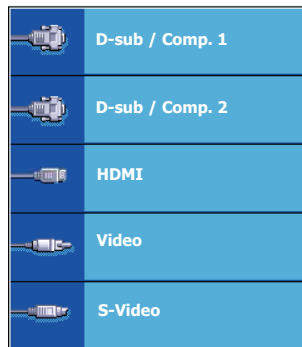 D-sub / Comp. 1
D-sub / Comp. 2
HDMI
Video
S-Video